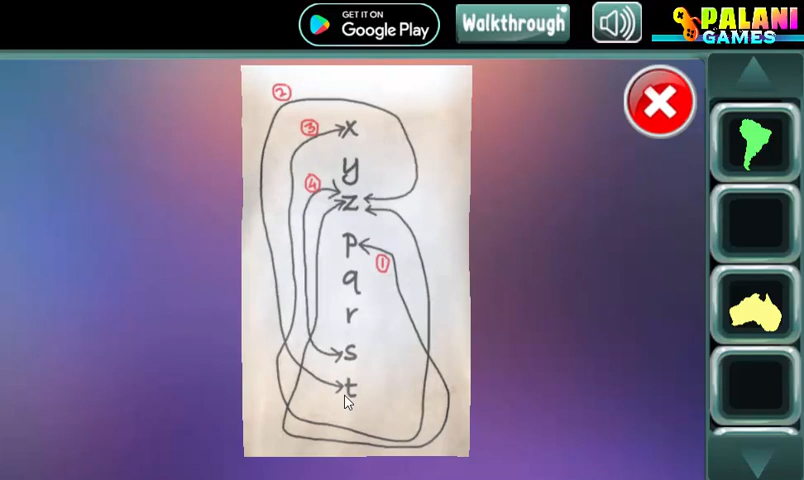 GET IT ON
Google Play
Walkthrough
PALANI
GAMES
2
3 x
y
4
z
p
1
q
r
s
t